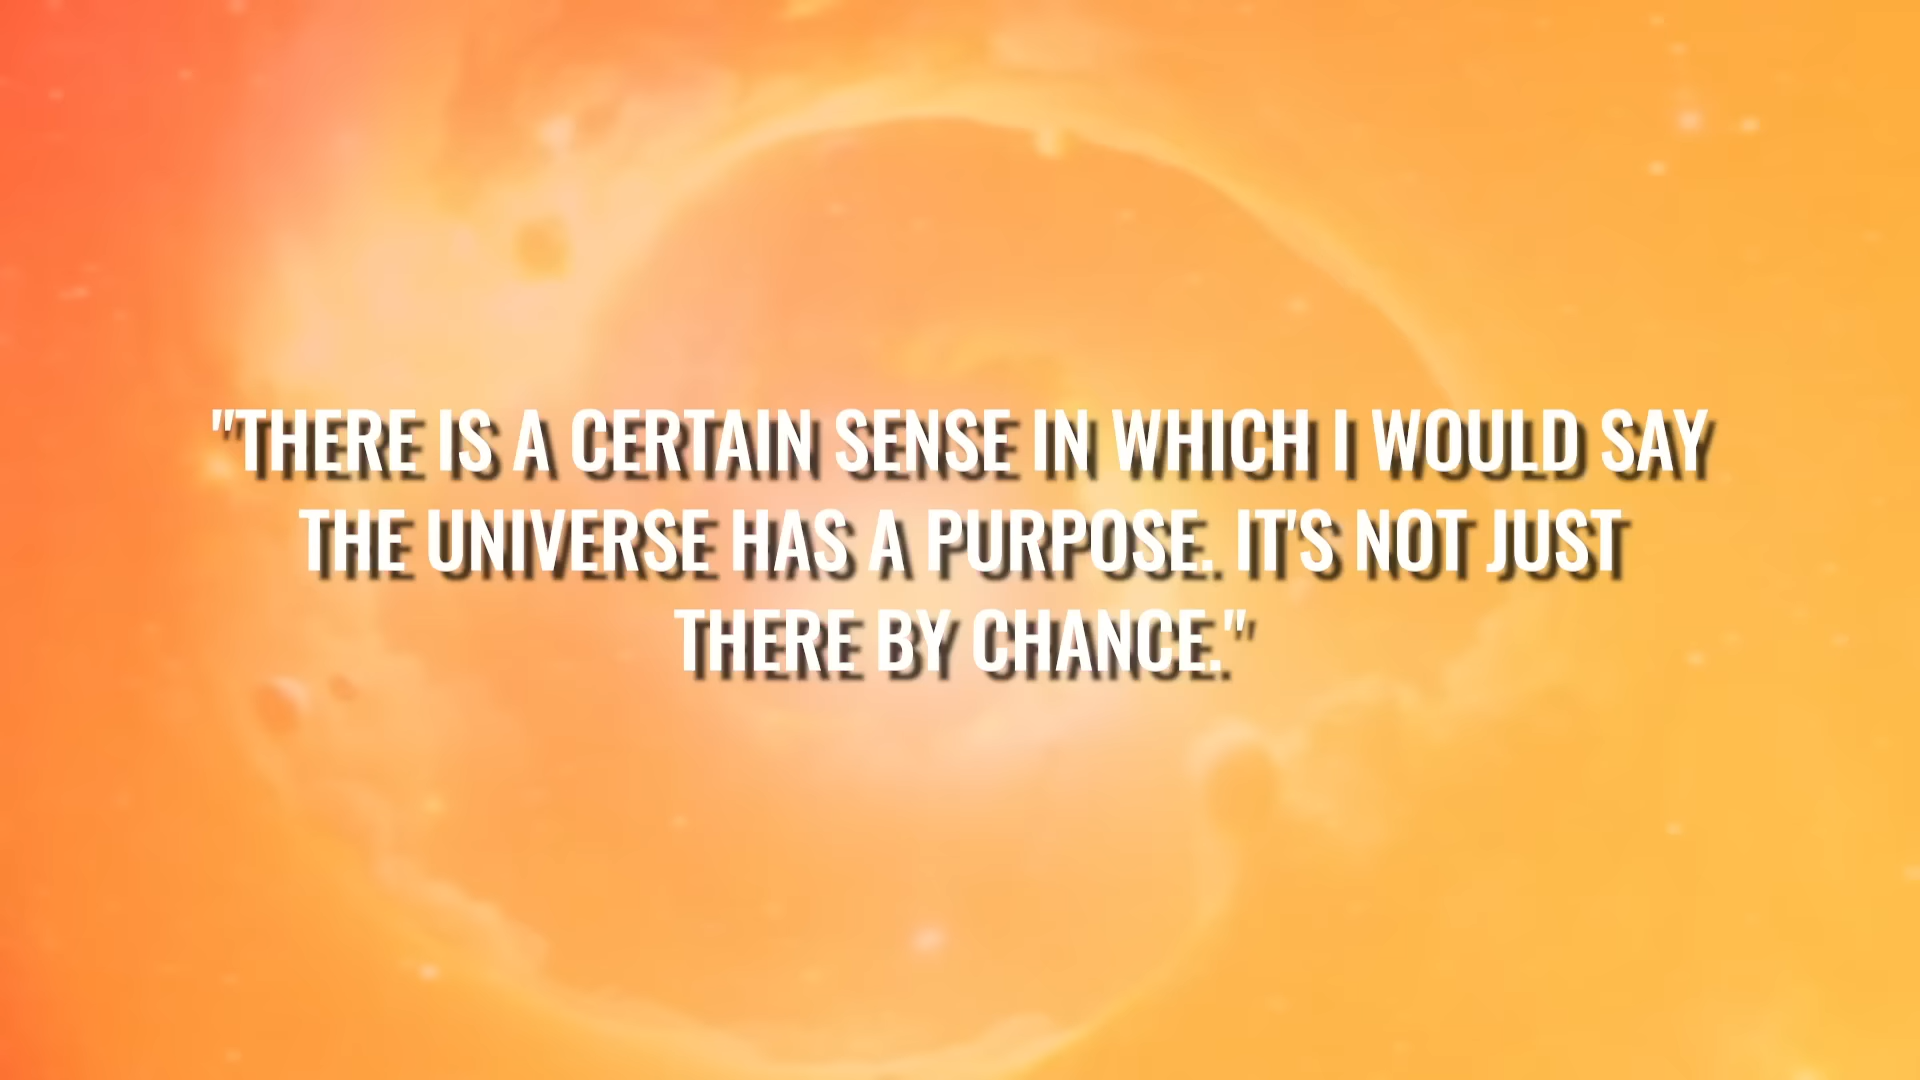 "THERE IS A CERTAIN SENSE IN WHICH I WOULD SAY
THE UNIVERSE HAS A PURPOSE. IT'S NOT JUST
THERE BY CHANCE."